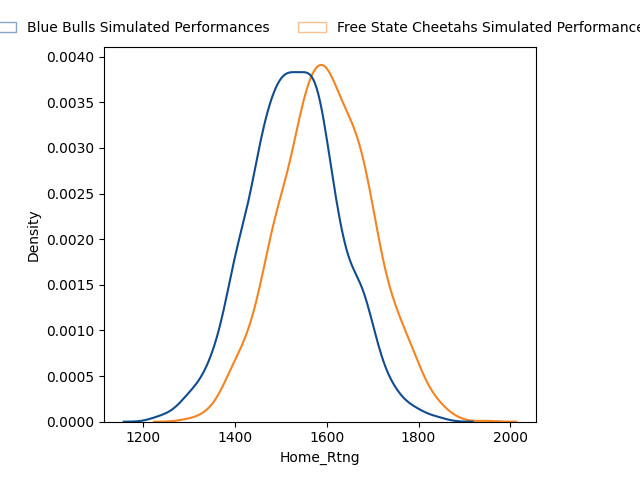 Blue Bulls Simulated Performances
Free State Cheetahs Simulated Performance
0.0040
0.0035
0.0030
0.0025
0.0020
0.0015
0.0010
0.0005
0.0000
Density
1200 1400 1600 1800 2000
Home_Rtng